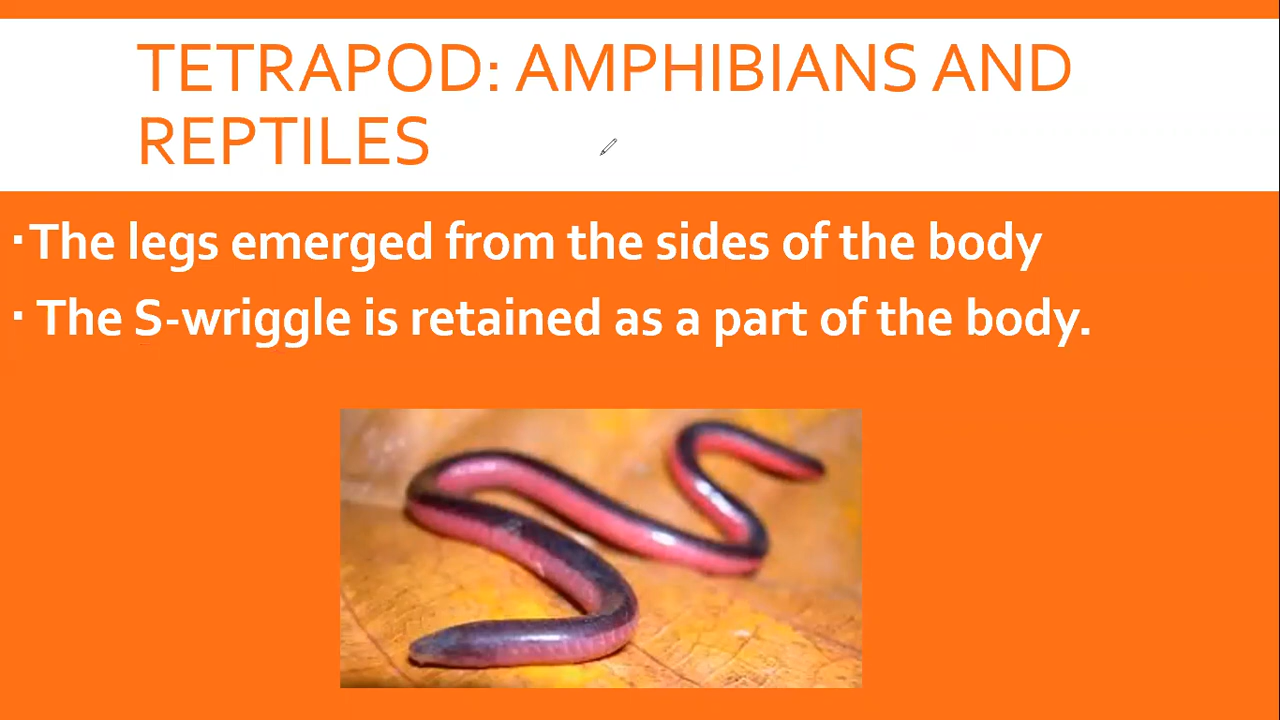 TETRAPOD: AMPHIBIANS AND
REPTILES
▪The legs emerged from the sides of the body
▪ The S-wriggle is retained as a part of the body.